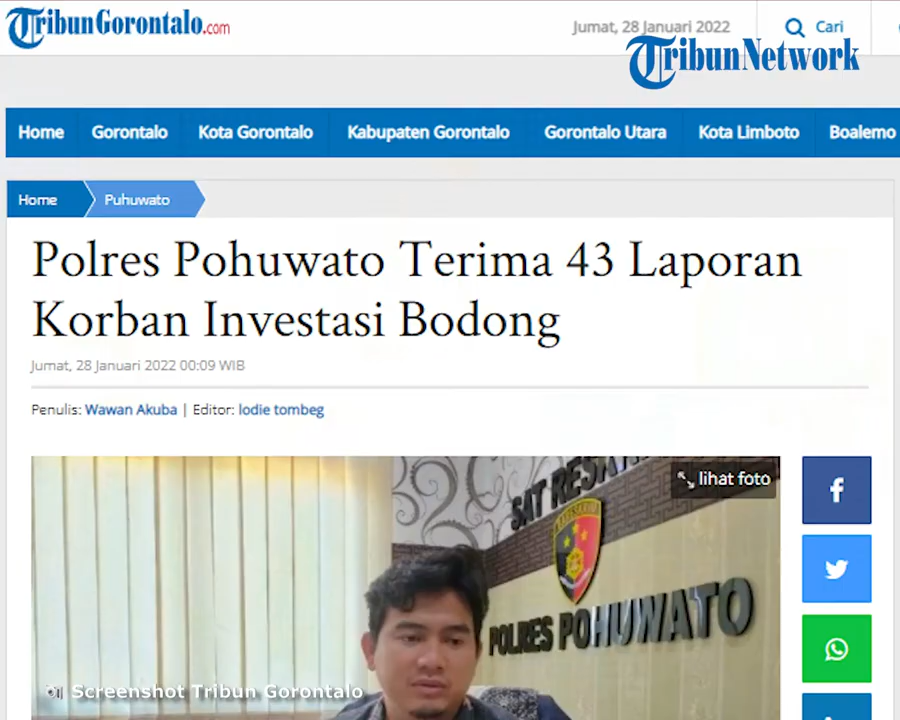 TribunGorontalo.com
Jumat, 28 Januari 2022
Cari
TribunNetwork
Home Gorontalo Kota Gorontalo Kabupaten Gorontalo Gorontalo Utara Kota Limboto Boalemo
Home Puhuwato
Polres Pohuwato Terima 43 Laporan
Korban Investasi Bodong
Jumat, 28 Januari 2022 00:09 WIB
Penulis: Wawan Akuba | Editor: lodie tombeg
lihat foto
SAT RESKRIM
POLRES POHUWATO
Screenshot Tribun Gorontalo